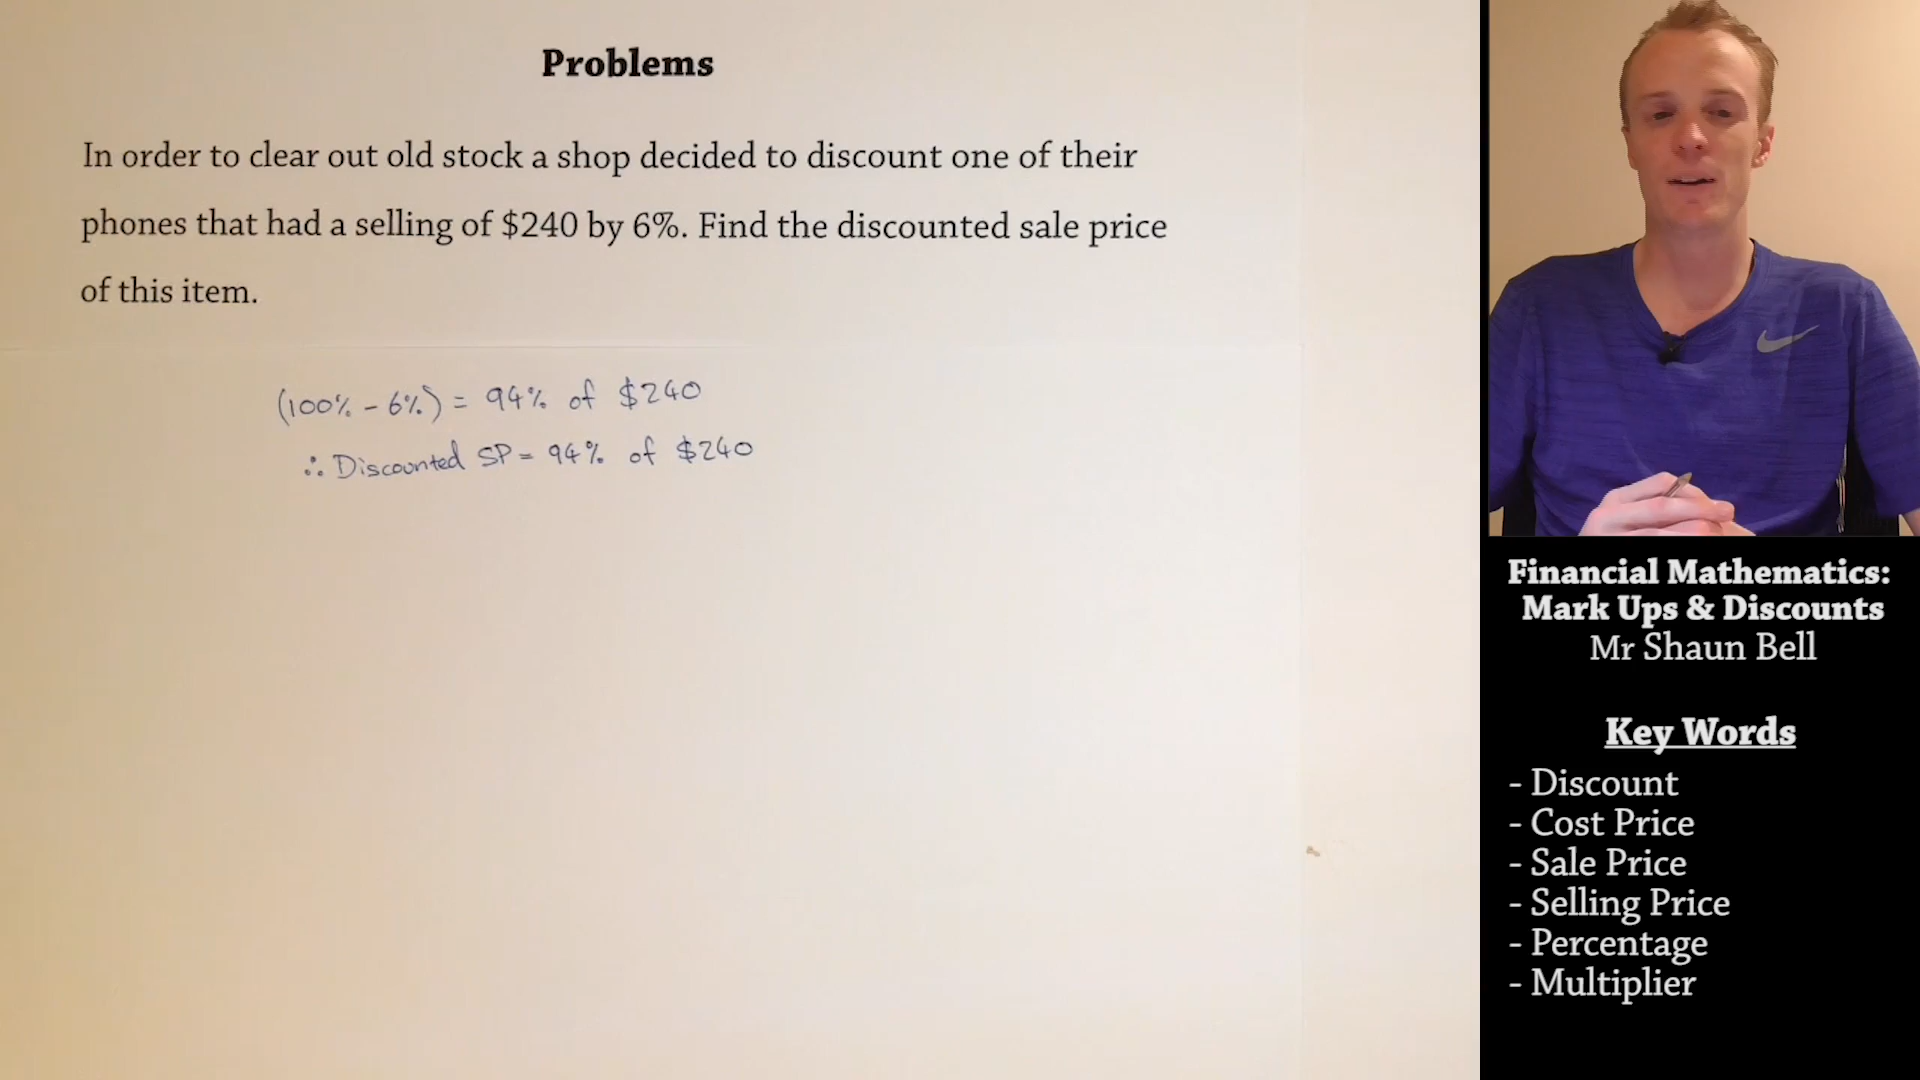 Problems
In order to clear out old stock a shop decided to discount one of their
phones that had a selling of $240 by 6%. Find the discounted sale price
of this item.
(100% - 6%) = 94% of $240
∴ Discounted SP = 94% of $240
Financial Mathematics:
Mark Ups & Discounts
Mr Shaun Bell
Key Words
- Discount
- Cost Price
- Sale Price
- Selling Price
- Percentage
- Multiplier